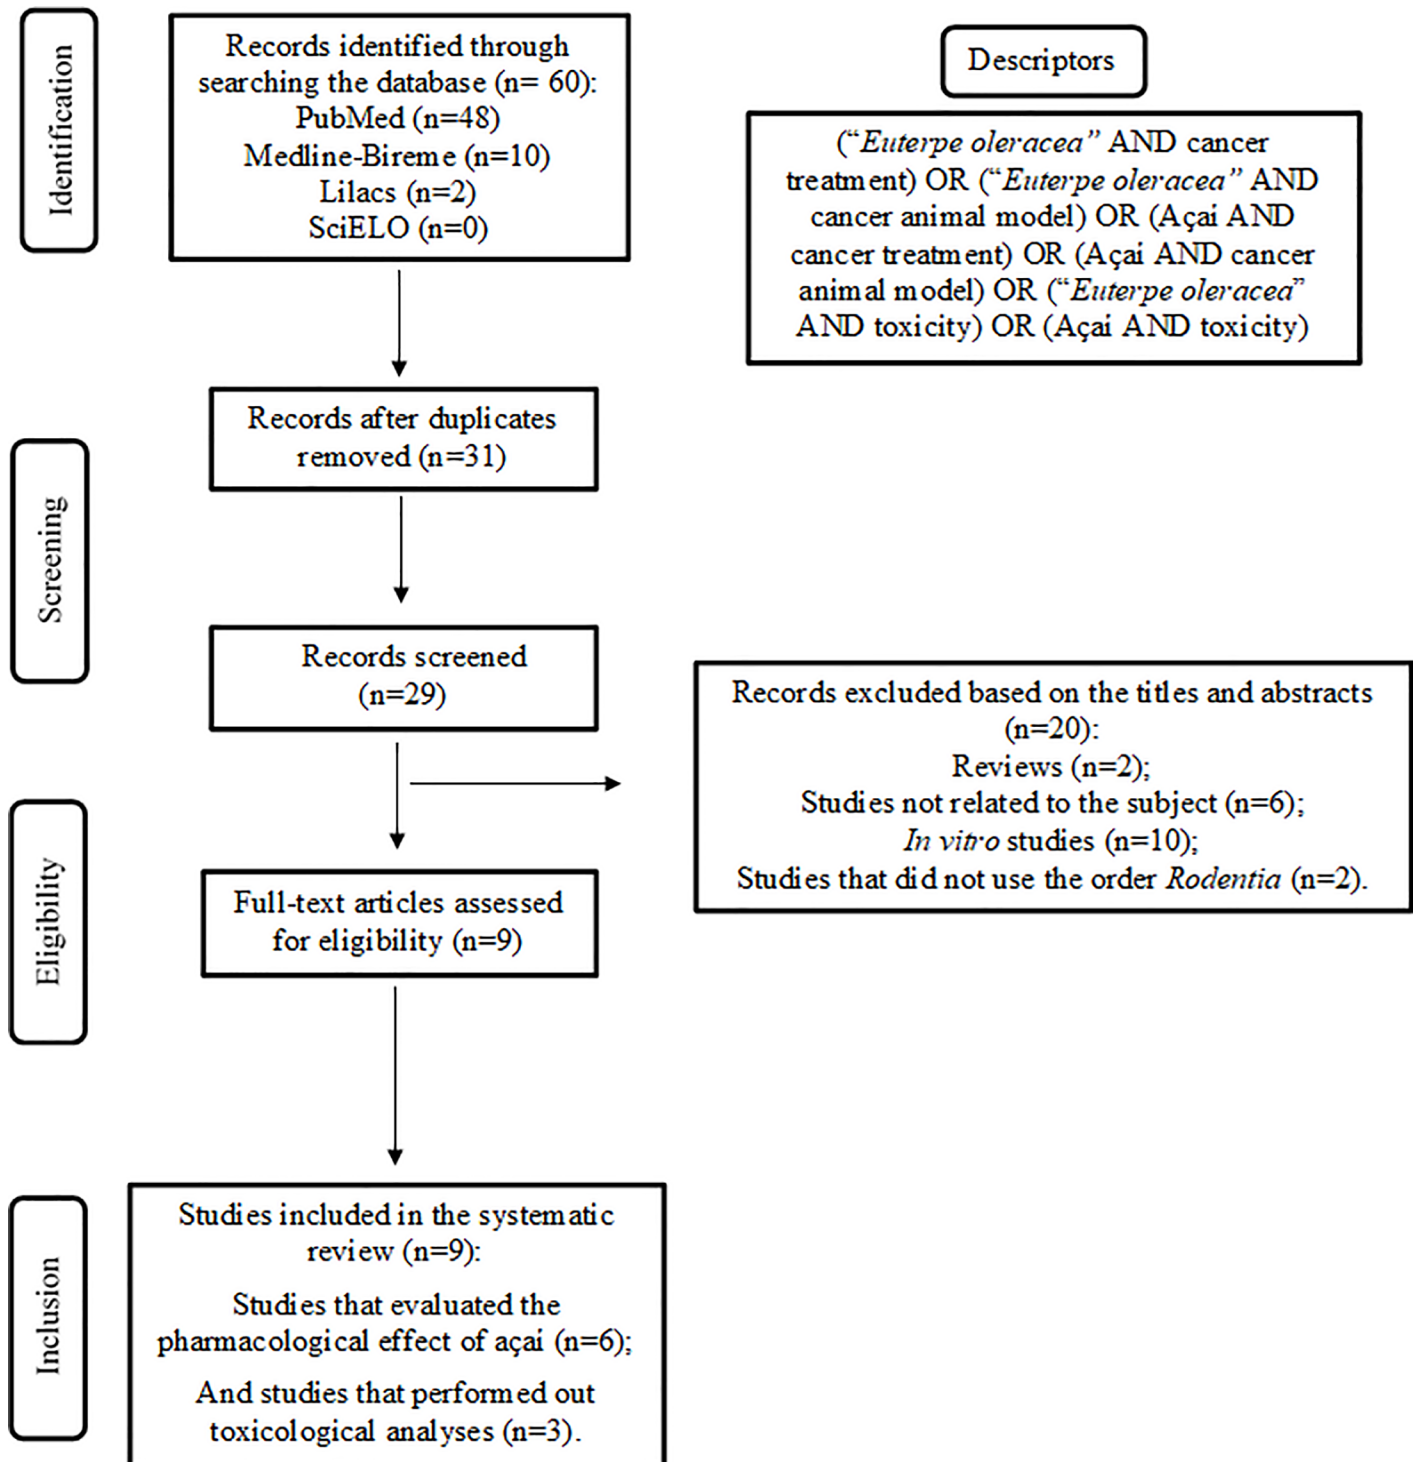 Identification
Records identified through
searching the database (n= 60):
PubMed (n=48)
Medline-Bireme (n=10)
Lilacs (n=2)
SciELO (n=0)
Descriptors
(“Euterpe oleracea” AND cancer
treatment) OR (“Euterpe oleracea” AND
cancer animal model) OR (Açaí AND
cancer treatment) OR (Açaí AND cancer
animal model) OR (“Euterpe oleracea”
AND toxicity) OR (Açaí AND toxicity)
Screening
Records after duplicates
removed (n=31)
Records screened
(n=29)
Records excluded based on the titles and abstracts
(n=20):
Reviews (n=2);
Studies not related to the subject (n=6);
In vitro studies (n=10);
Studies that did not use the order Rodentia (n=2).
Eligibility
Full-text articles assessed
for eligibility (n=9)
Inclusion
Studies included in the systematic
review (n=9):
Studies that evaluated the
pharmacological effect of açaí (n=6);
And studies that performed out
toxicological analyses (n=3).